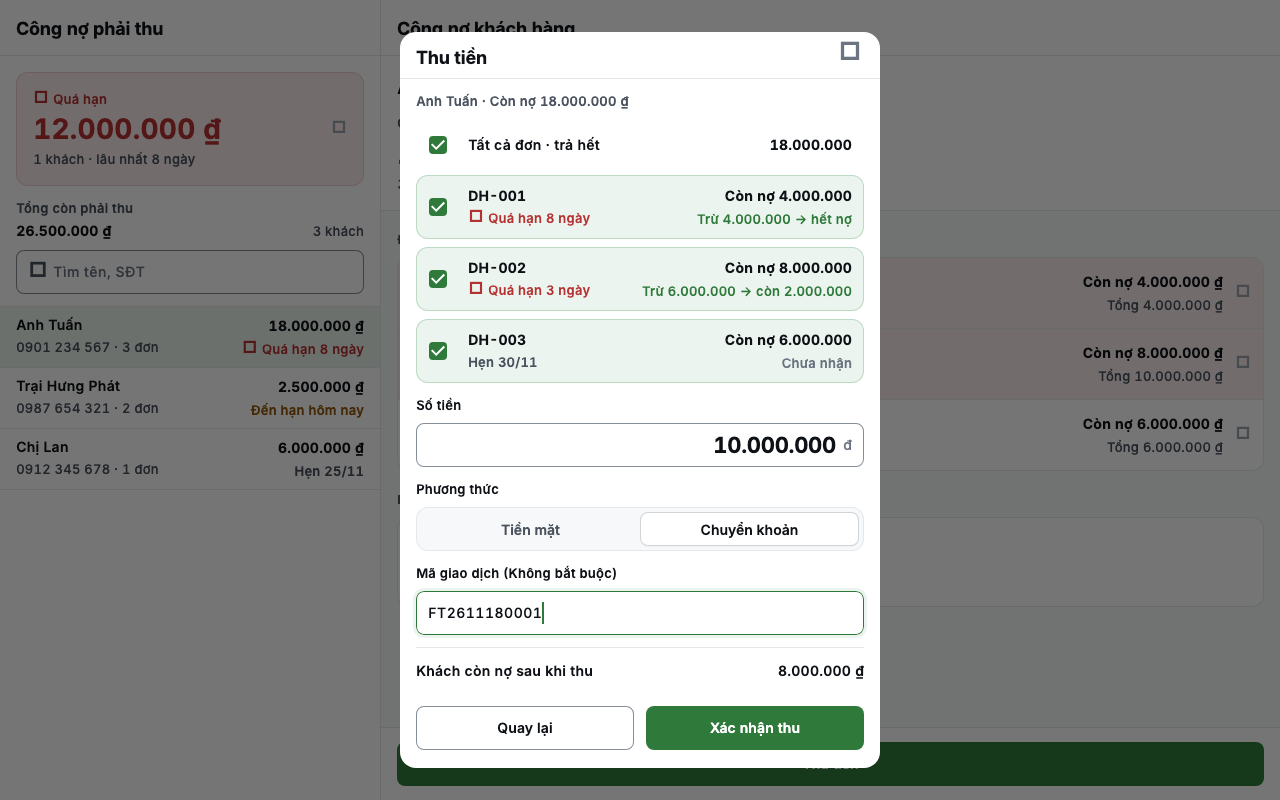 Công nợ phải thu
Quá hạn
12.000.000 ₫
1 khách · lâu nhất 8 ngày
Tổng còn phải thu
26.500.000 ₫
3 khách
Tìm tên, SĐT
Anh Tuấn
18.000.000 ₫
0901 234 567 · 3 đơn
Quá hạn 8 ngày
Trại Hưng Phát
2.500.000 ₫
0987 654 321 · 2 đơn
Đến hạn hôm nay
Chị Lan
6.000.000 ₫
0912 345 678 · 1 đơn
Hẹn 25/11
Công nợ khách hàng
Thu tiền
Anh Tuấn · Còn nợ 18.000.000 ₫
Tất cả đơn · trả hết
18.000.000
DH-001
Còn nợ 4.000.000
Quá hạn 8 ngày
Trừ 4.000.000 → hết nợ
DH-002
Còn nợ 8.000.000
Quá hạn 3 ngày
Trừ 6.000.000 → còn 2.000.000
DH-003
Còn nợ 6.000.000
Hẹn 30/11
Chưa nhận
Số tiền
10.000.000 đ
Phương thức
Tiền mặt
Chuyển khoản
Mã giao dịch (Không bắt buộc)
FT2611180001
Khách còn nợ sau khi thu
8.000.000 ₫
Quay lại
Xác nhận thu
Còn nợ 4.000.000 ₫
Tổng 4.000.000 ₫
Còn nợ 8.000.000 ₫
Tổng 10.000.000 ₫
Còn nợ 6.000.000 ₫
Tổng 6.000.000 ₫